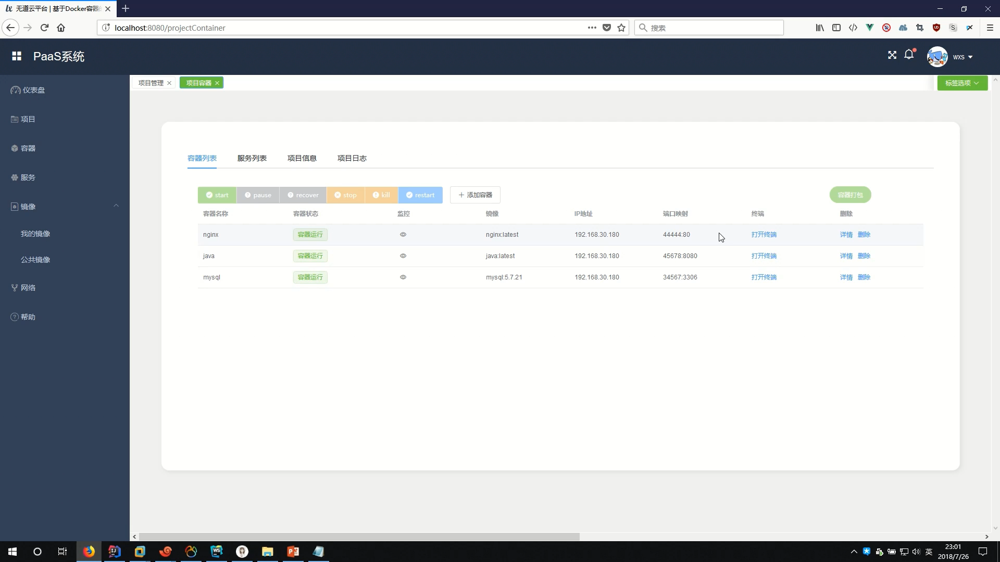 无道云平台 | 基于Docker容器
localhost:8080/projectContainer
搜索
PaaS系统
wxs
仪表盘
项目
容器
服务
镜像
我的镜像
公共镜像
网络
帮助
项目管理
项目容器
标签选项
容器列表 服务列表 项目信息 项目日志
start pause recover stop kill restart 添加容器 容器打包
容器名称 容器状态 监控 镜像 IP地址 端口映射 终端 删除
nginx 容器运行 nginx:latest 192.168.30.180 44444:80 打开终端 详情 删除
java 容器运行 java:latest 192.168.30.180 45678:8080 打开终端 详情 删除
mysql 容器运行 mysql:5.7.21 192.168.30.180 34567:3306 打开终端 详情 删除
英
23:01
2018/7/26